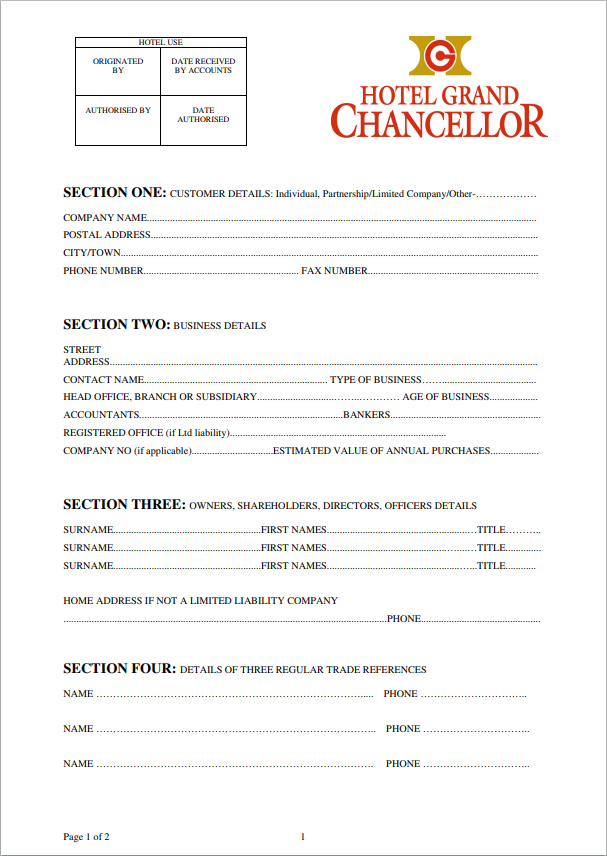 HOTEL USE
ORIGINATED BY
DATE RECEIVED BY ACCOUNTS
AUTHORISED BY
DATE AUTHORISED
HOTEL GRAND
CHANCELLOR
SECTION ONE: CUSTOMER DETAILS: Individual, Partnership/Limited Company/Other-………………
COMPANY NAME..........................................................................................
POSTAL ADDRESS..........................................................................................
CITY/TOWN..........................................................................................
PHONE NUMBER............................................................ FAX NUMBER............................................................
SECTION TWO: BUSINESS DETAILS
STREET
ADDRESS..........................................................................................
CONTACT NAME............................................................ TYPE OF BUSINESS……....................................
HEAD OFFICE, BRANCH OR SUBSIDIARY..............................……..………… AGE OF BUSINESS...................
ACCOUNTANTS............................................................BANKERS............................................................
REGISTERED OFFICE (if Ltd liability)............................................................
COMPANY NO (if applicable)................................ESTIMATED VALUE OF ANNUAL PURCHASES...................
SECTION THREE: OWNERS, SHAREHOLDERS, DIRECTORS, OFFICERS DETAILS
SURNAME............................................................FIRST NAMES............................................................…TITLE………..
SURNAME............................................................FIRST NAMES............................................................…TITLE..............
SURNAME............................................................FIRST NAMES............................................................…TITLE............
HOME ADDRESS IF NOT A LIMITED LIABILITY COMPANY
..........................................................................................PHONE................................................
SECTION FOUR: DETAILS OF THREE REGULAR TRADE REFERENCES
NAME ……………………………………………………………………..... PHONE …………………………..
NAME …………………………………………………………………….. PHONE …………………………..
NAME ……………………………………………………………………. PHONE …………………………..
Page 1 of 2
1